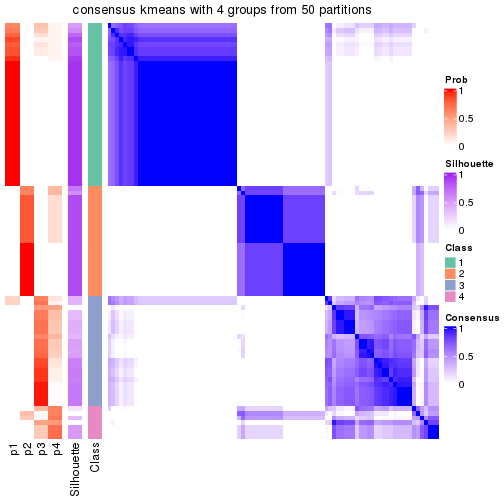 consensus kmeans with 4 groups from 50 partitions
Prob
1
0.5
0
Silhouette
1
0.5
0
Class
1
2
3
4
Consensus
1
0.5
0
p1
p2
p3
p4
Silhouette
Class